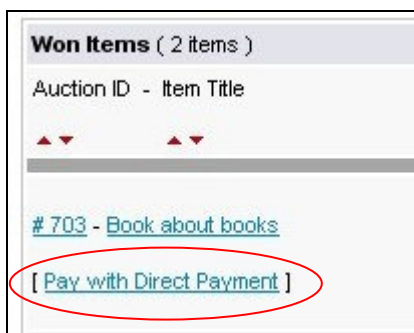 Won Items ( 2 items )
Auction ID - Item Title
# 703 - Book about books
[ Pay with Direct Payment ]